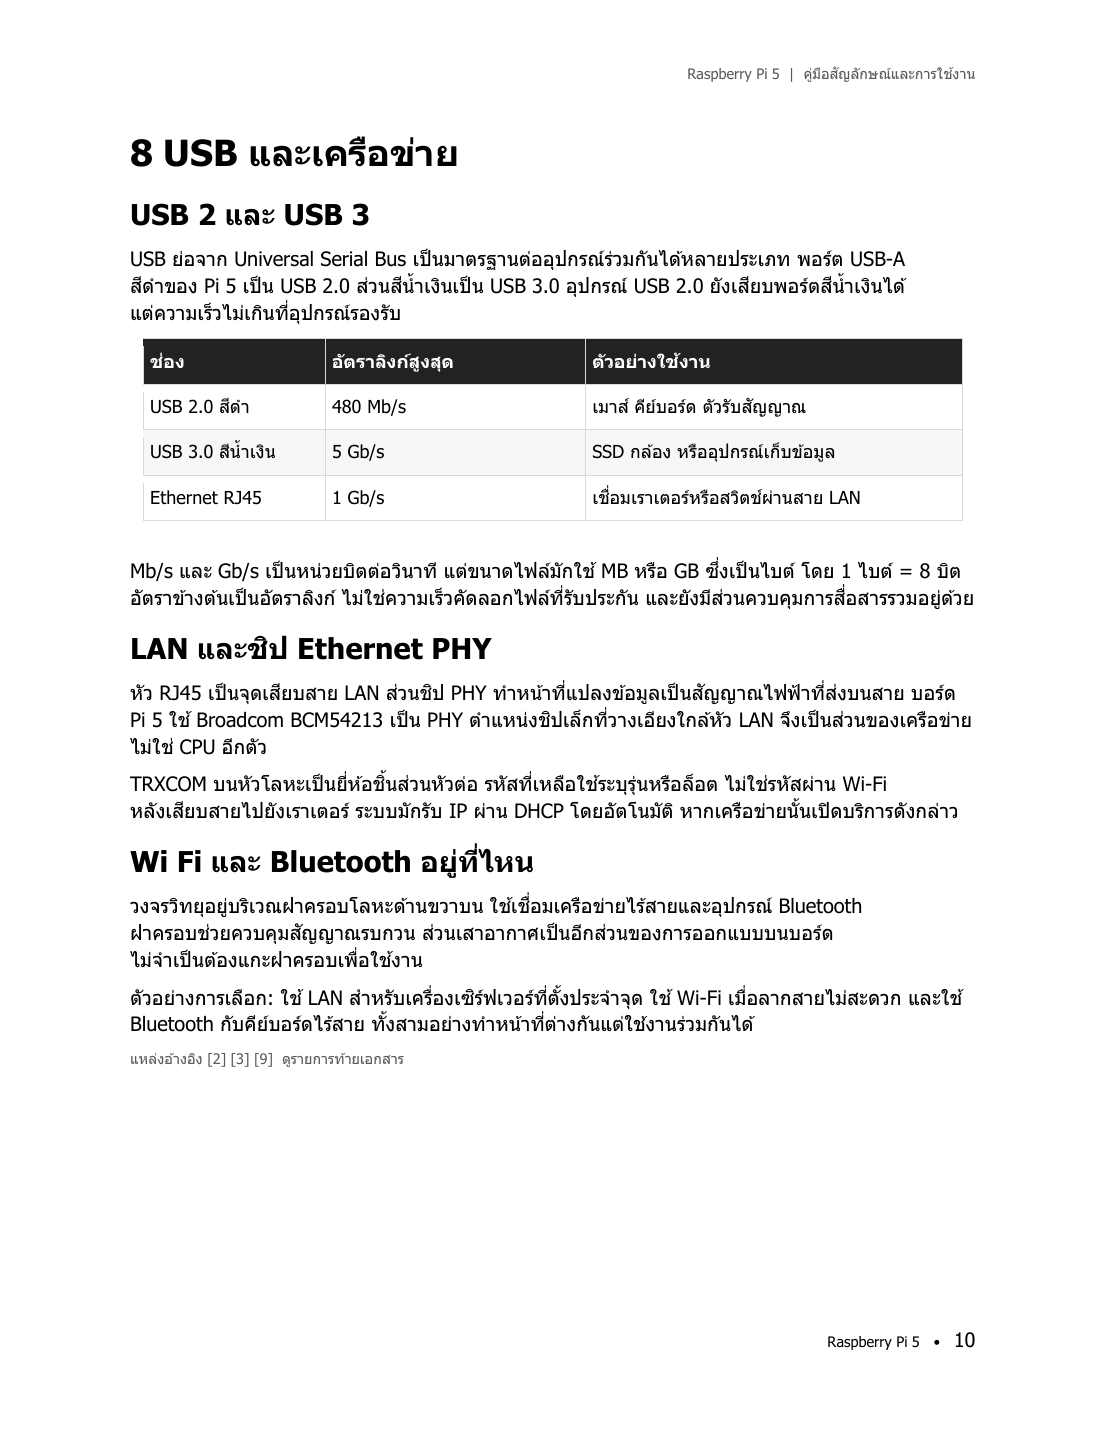 Raspberry Pi 5 | คู่มือสัญลักษณ์และการใช้งาน
8 USB และเครือข่าย
USB 2 และ USB 3
USB ย่อจาก Universal Serial Bus เป็นมาตรฐานต่ออุปกรณ์ร่วมกันได้หลายประเภท พอร์ต USB-A
สีดำของ Pi 5 เป็น USB 2.0 ส่วนสีน้ำเงินเป็น USB 3.0 อุปกรณ์ USB 2.0 ยังเสียบพอร์ตสีน้ำเงินได้
แต่ความเร็วไม่เกินที่อุปกรณ์รองรับ
ช่อง อัตราลิงก์สูงสุด ตัวอย่างใช้งาน
USB 2.0 สีดำ 480 Mb/s เมาส์ คีย์บอร์ด ตัวรับสัญญาณ
USB 3.0 สีน้ำเงิน 5 Gb/s SSD กล้อง หรืออุปกรณ์เก็บข้อมูล
Ethernet RJ45 1 Gb/s เชื่อมเราเตอร์หรือสวิตช์ผ่านสาย LAN
Mb/s และ Gb/s เป็นหน่วยบิตต่อวินาที แต่ขนาดไฟล์มักใช้ MB หรือ GB ซึ่งเป็นไบต์ โดย 1 ไบต์ = 8 บิต
อัตราข้างต้นเป็นอัตราลิงก์ ไม่ใช่ความเร็วคัดลอกไฟล์ที่รับประกัน และยังมีส่วนควบคุมการสื่อสารรวมอยู่ด้วย
LAN และชิป Ethernet PHY
หัว RJ45 เป็นจุดเสียบสาย LAN ส่วนชิป PHY ทำหน้าที่แปลงข้อมูลเป็นสัญญาณไฟฟ้าที่ส่งบนสาย บอร์ด
Pi 5 ใช้ Broadcom BCM54213 เป็น PHY ตำแหน่งชิปเล็กที่วางเอียงใกล้หัว LAN จึงเป็นส่วนของเครือข่าย
ไม่ใช่ CPU อีกตัว
TRXCOM บนหัวโลหะเป็นยี่ห้อชิ้นส่วนหัวต่อ รหัสที่เหลือใช้ระบุรุ่นหรือล็อต ไม่ใช่รหัสผ่าน Wi-Fi
หลังเสียบสายไปยังเราเตอร์ ระบบมักรับ IP ผ่าน DHCP โดยอัตโนมัติ หากเครือข่ายนั้นเปิดบริการดังกล่าว
Wi Fi และ Bluetooth อยู่ที่ไหน
วงจรวิทยุอยู่บริเวณฝาครอบโลหะด้านขวาบน ใช้เชื่อมเครือข่ายไร้สายและอุปกรณ์ Bluetooth
ฝาครอบช่วยควบคุมสัญญาณรบกวน ส่วนเสาอากาศเป็นอีกส่วนของการออกแบบบนบอร์ด
ไม่จำเป็นต้องแกะฝาครอบเพื่อใช้งาน
ตัวอย่างการเลือก: ใช้ LAN สำหรับเครื่องเซิร์ฟเวอร์ที่ตั้งประจำจุด ใช้ Wi-Fi เมื่อลากสายไม่สะดวก และใช้
Bluetooth กับคีย์บอร์ดไร้สาย ทั้งสามอย่างทำหน้าที่ต่างกันแต่ใช้งานร่วมกันได้
แหล่งอ้างอิง [2] [3] [9] ดูรายการท้ายเอกสาร
Raspberry Pi 5 • 10